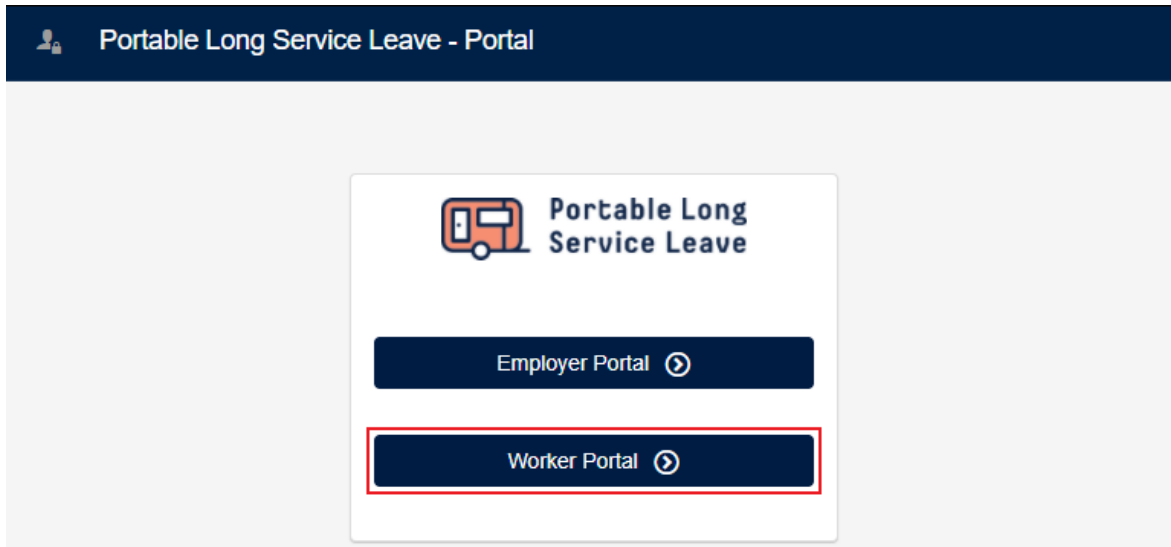 Portable Long Service Leave - Portal
Portable Long
Service Leave
Employer Portal
Worker Portal